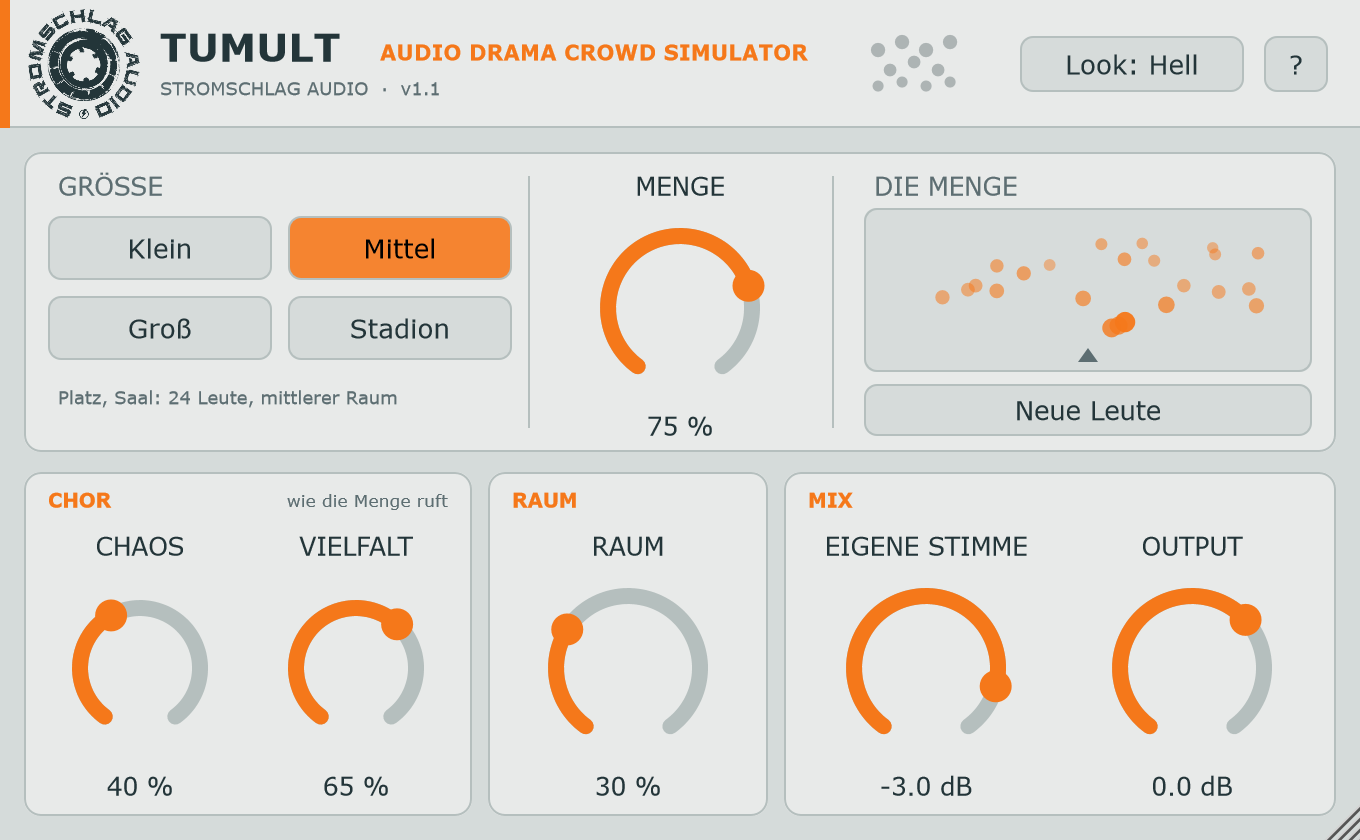 STROMSCHLAG AUDIO
TUMULT
AUDIO DRAMA CROWD SIMULATOR
STROMSCHLAG AUDIO · v1.1
Look: Hell
?
GRÖSSE
Klein
Mittel
Groß
Stadion
Platz, Saal: 24 Leute, mittlerer Raum
MENGE
75 %
DIE MENGE
Neue Leute
CHOR
wie die Menge ruft
CHAOS
VIELFALT
40 %
65 %
RAUM
RAUM
30 %
MIX
EIGENE STIMME
OUTPUT
-3.0 dB
0.0 dB